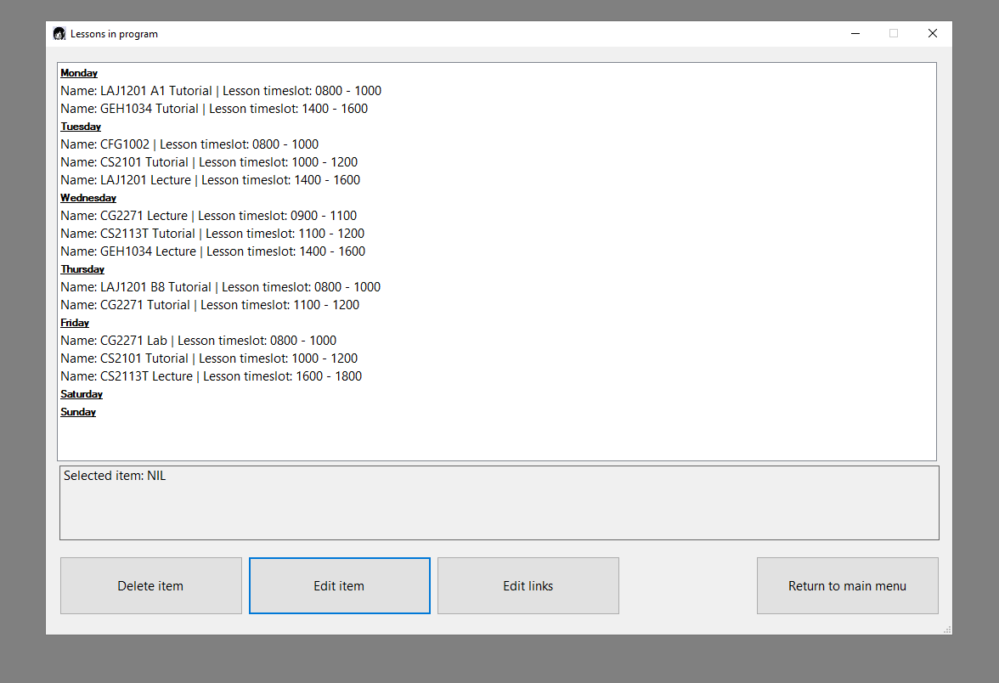 Lessons in program
Monday
Name: LAJ1201 A1 Tutorial | Lesson timeslot: 0800 - 1000
Name: GEH1034 Tutorial | Lesson timeslot: 1400 - 1600
Tuesday
Name: CFG1002 | Lesson timeslot: 0800 - 1000
Name: CS2101 Tutorial | Lesson timeslot: 1000 - 1200
Name: LAJ1201 Lecture | Lesson timeslot: 1400 - 1600
Wednesday
Name: CG2271 Lecture | Lesson timeslot: 0900 - 1100
Name: CS2113T Tutorial | Lesson timeslot: 1100 - 1200
Name: GEH1034 Lecture | Lesson timeslot: 1400 - 1600
Thursday
Name: LAJ1201 B8 Tutorial | Lesson timeslot: 0800 - 1000
Name: CG2271 Tutorial | Lesson timeslot: 1100 - 1200
Friday
Name: CG2271 Lab | Lesson timeslot: 0800 - 1000
Name: CS2101 Tutorial | Lesson timeslot: 1000 - 1200
Name: CS2113T Lecture | Lesson timeslot: 1600 - 1800
Saturday
Sunday
Selected item: NIL
Delete item
Edit item
Edit links
Return to main menu